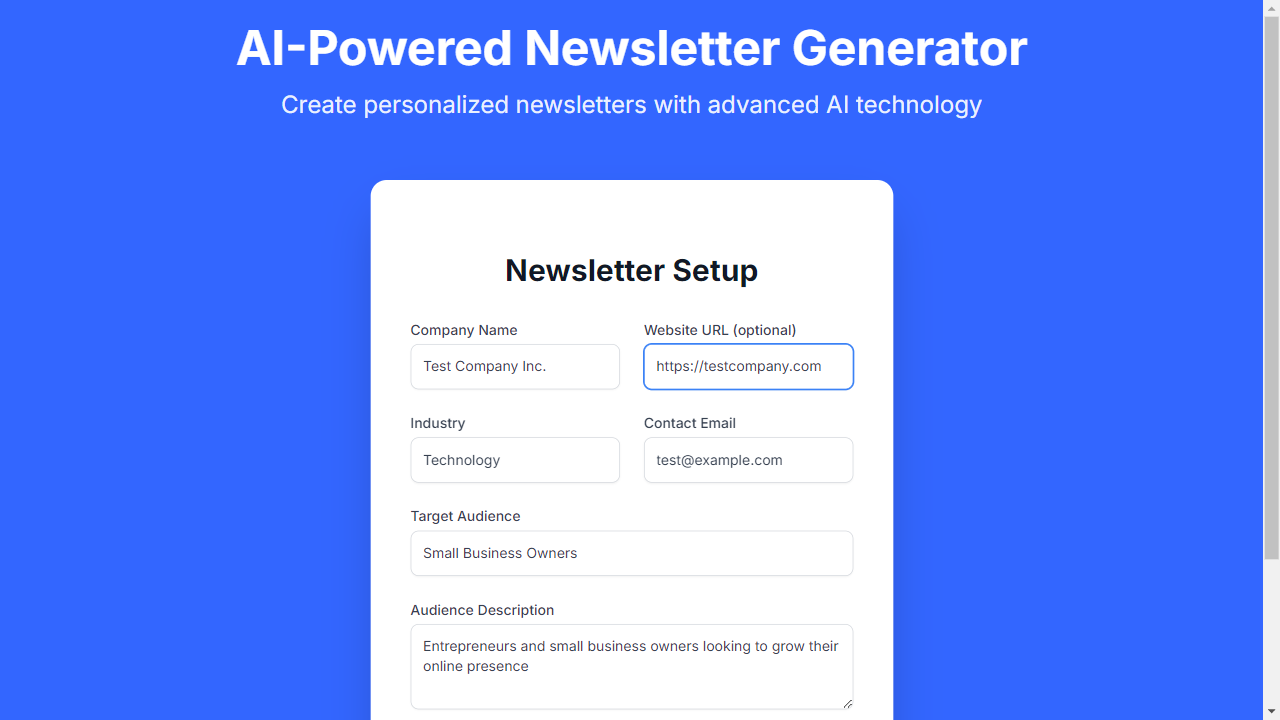 AI-Powered Newsletter Generator
Create personalized newsletters with advanced AI technology
Newsletter Setup
Company Name
Test Company Inc.
Website URL (optional)
https://testcompany.com
Industry
Technology
Contact Email
test@example.com
Target Audience
Small Business Owners
Audience Description
Entrepreneurs and small business owners looking to grow their
online presence